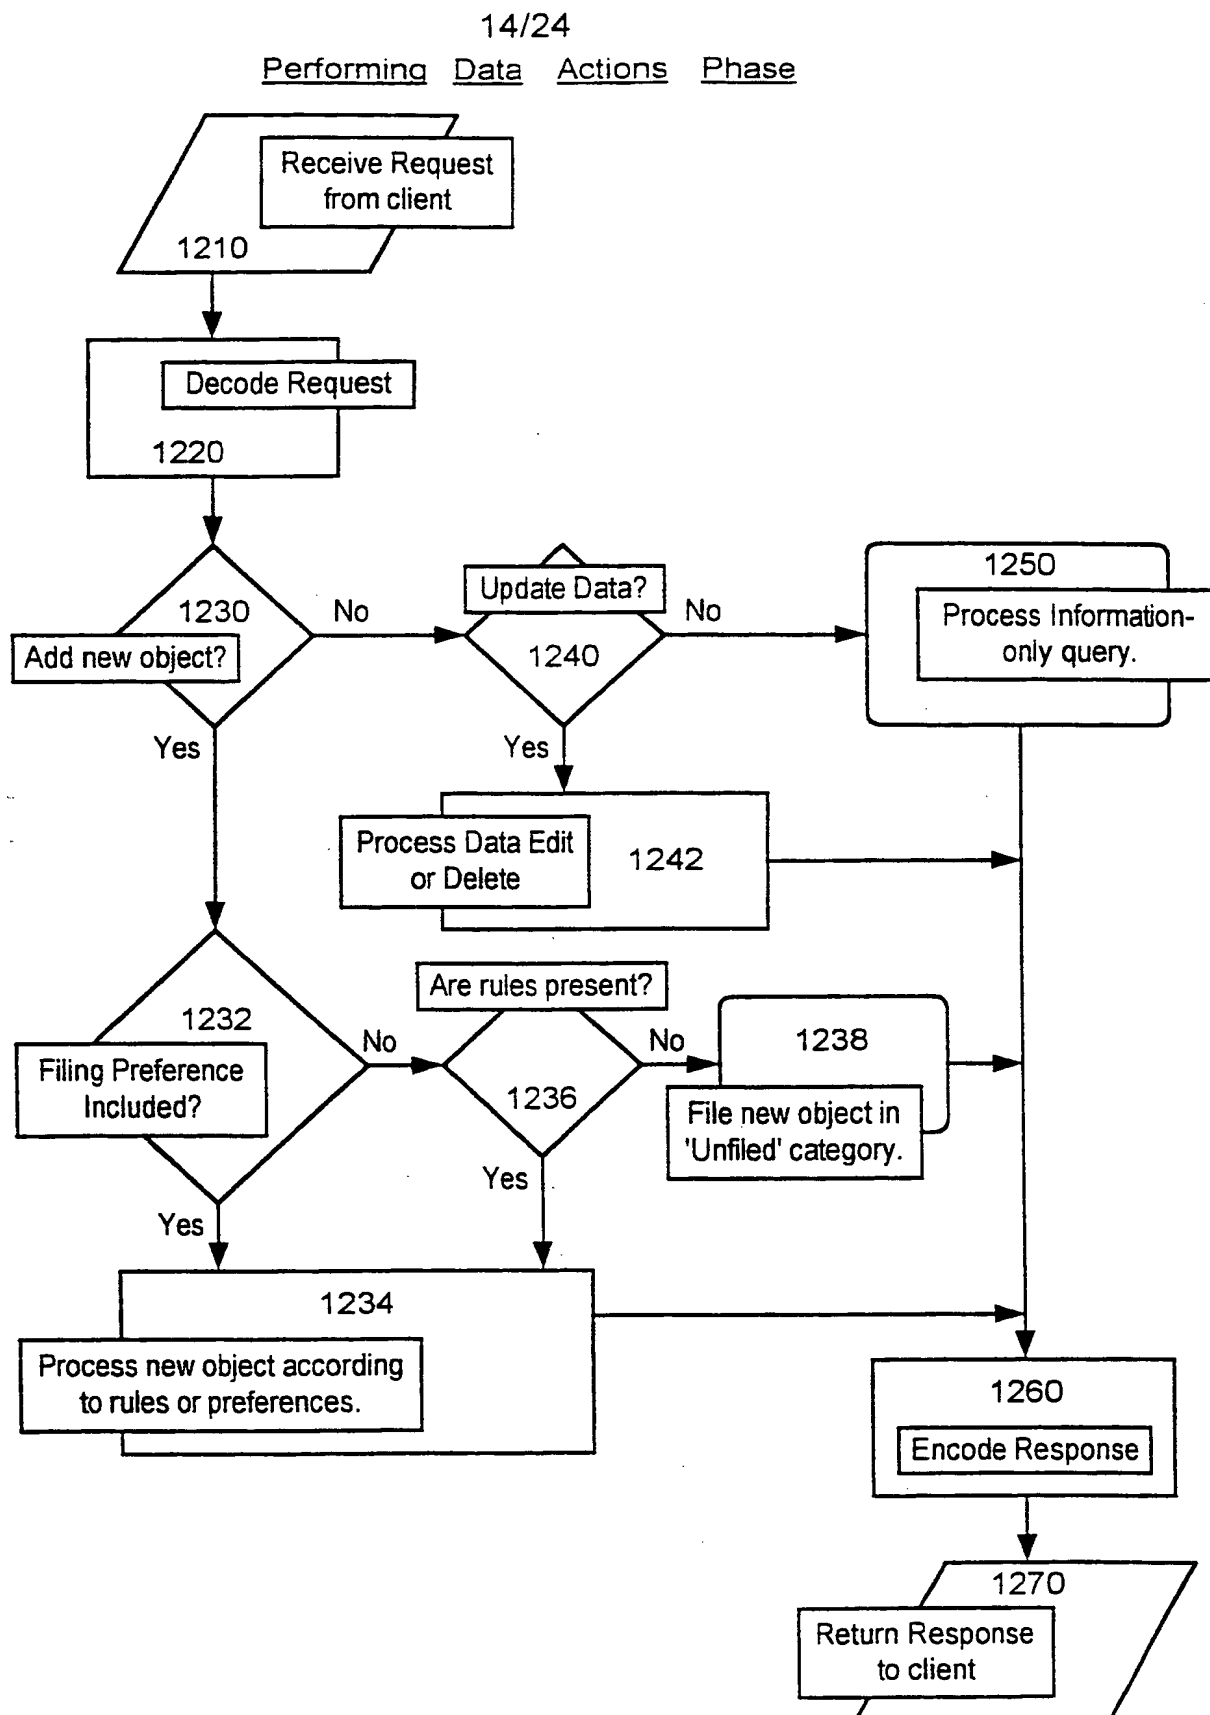 14/24
Performing Data Actions Phase
Receive Request
from client
1210
Decode Request
1220
1230
Add new object?
No
Yes
Update Data?
1240
No
Yes
1250
Process Information-
only query.
Process Data Edit
or Delete
1242
1232
Filing Preference
Included?
No
Yes
Are rules present?
1236
No
Yes
1238
File new object in
'Unfiled' category.
1234
Process new object according
to rules or preferences.
1260
Encode Response
1270
Return Response
to client